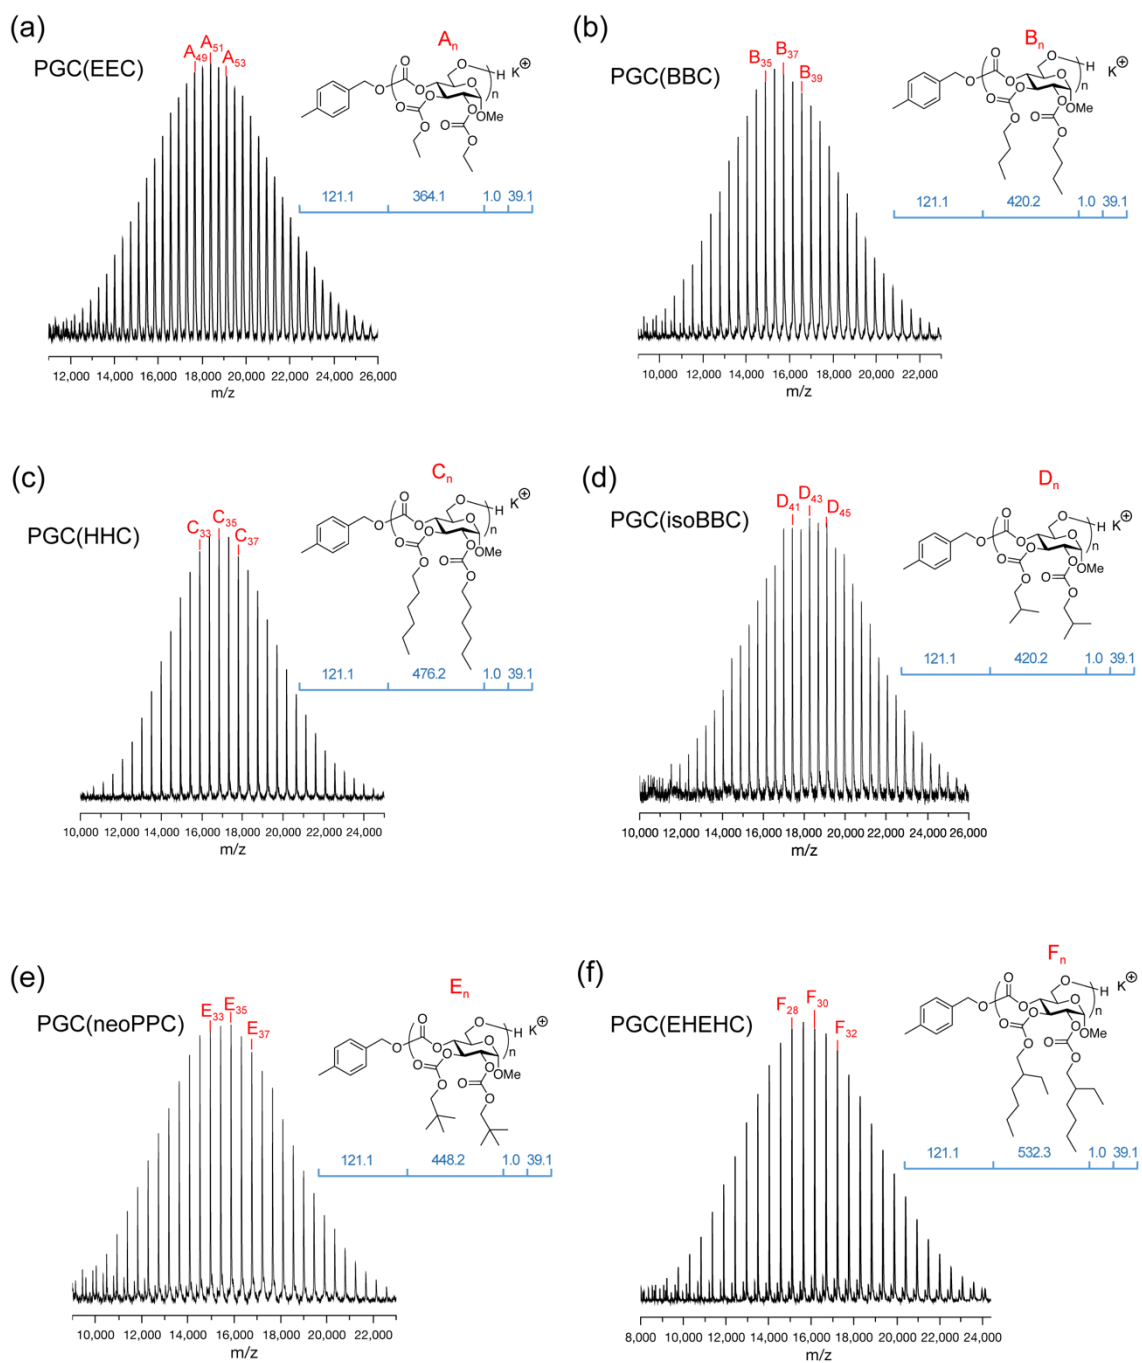 (a)
PGC(EEC)
A49
A51
A53
An
O
O
O
O
O
O
O
O
OMe
O
O
O
H
K⊕
n
121.1 364.1 1.0 39.1
12,000 14,000 16,000 18,000 20,000 22,000 24,000 26,000
m/z
(b)
PGC(BBC)
B35
B37
B39
Bn
O
O
O
O
O
O
O
O
OMe
O
O
O
H
K⊕
n
121.1 420.2 1.0 39.1
10,000 12,000 14,000 16,000 18,000 20,000 22,000
m/z
(c)
PGC(HHC)
C33
C35
C37
Cn
O
O
O
O
O
O
O
O
OMe
O
O
O
H
K⊕
n
121.1 476.2 1.0 39.1
10,000 12,000 14,000 16,000 18,000 20,000 22,000 24,000
m/z
(d)
PGC(isoBBC)
D41
D43
D45
Dn
O
O
O
O
O
O
O
O
OMe
O
O
O
H
K⊕
n
121.1 420.2 1.0 39.1
10,000 12,000 14,000 16,000 18,000 20,000 22,000 24,000 26,000
m/z
(e)
PGC(neoPPC)
E33
E35
E37
En
O
O
O
O
O
O
O
O
OMe
O
O
O
H
K⊕
n
121.1 448.2 1.0 39.1
10,000 12,000 14,000 16,000 18,000 20,000 22,000
m/z
(f)
PGC(EHEHC)
F28
F30
F32
Fn
O
O
O
O
O
O
O
O
OMe
O
O
O
H
K⊕
n
121.1 532.3 1.0 39.1
8,000 10,000 12,000 14,000 16,000 18,000 20,000 22,000 24,000
m/z